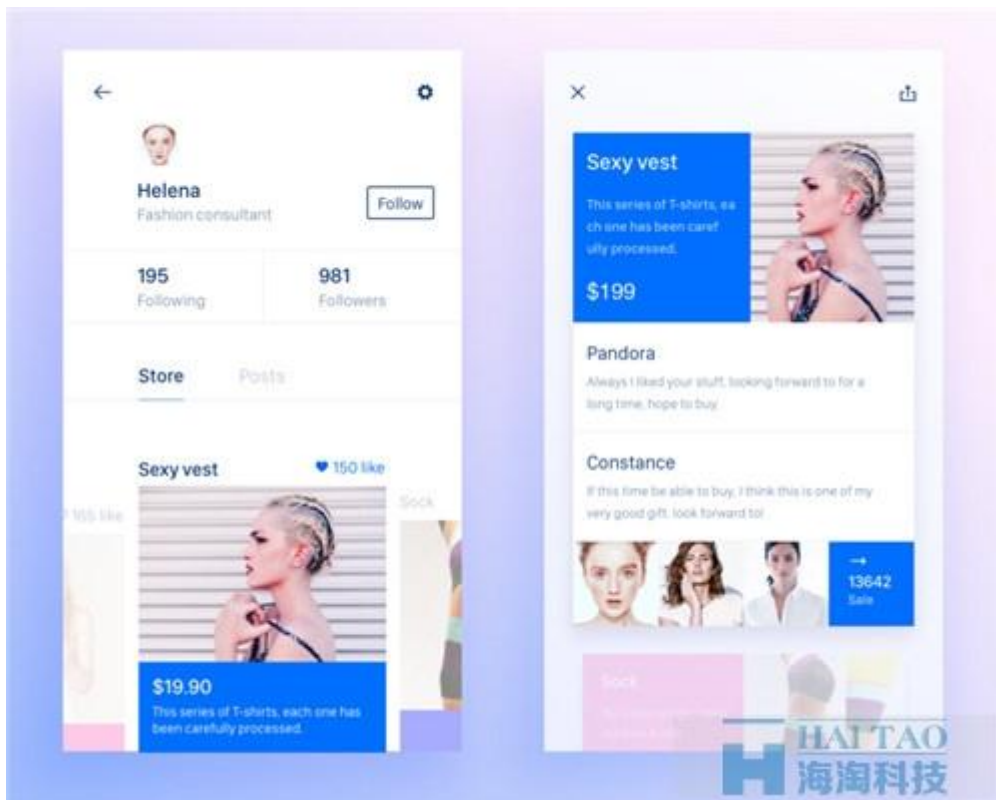 Helena
Fashion consultant
Follow
195
Following
981
Followers
Store
Posts
Sexy vest
150 like
165 like
Sock
$19.90
This series of T-shirts, each one has
been carefully processed.
Sexy vest
This series of T-shirts, ea
ch one has been caref
ully processed.
$199
Pandora
Always I liked your stuff, looking forward to for a
long time, hope to buy.
Constance
If this time be able to buy, I think this is one of my
very good gift. look forward to!
13642
Sale
Sock
HAI TAO
海淘科技